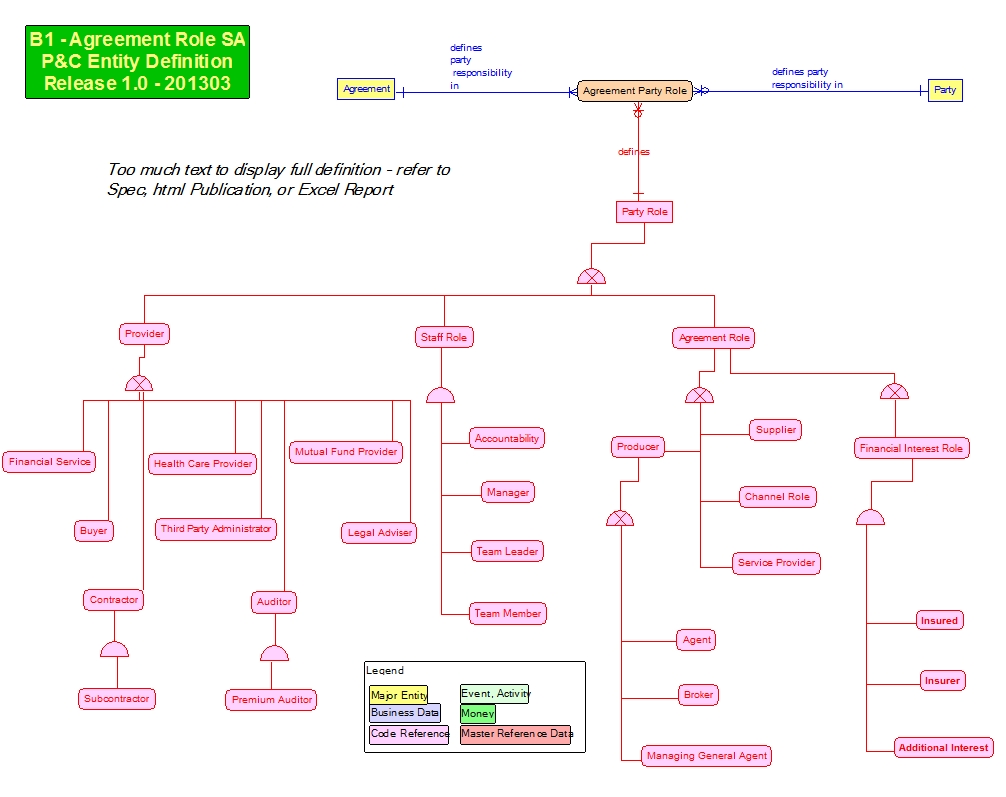 B1 - Agreement Role SA
P&C Entity Definition
Release 1.0 - 201303
defines
party
responsibility
in
defines party
responsibility in
Agreement
Agreement Party Role
Party
defines
Too much text to display full definition - refer to
Spec, html Publication, or Excel Report
Party Role
Provider
Staff Role
Agreement Role
Accountability
Supplier
Producer
Financial Interest Role
Financial Service
Health Care Provider
Mutual Fund Provider
Manager
Channel Role
Buyer
Third Party Administrator
Legal Adviser
Team Leader
Service Provider
Contractor
Auditor
Team Member
Insured
Agent
Subcontractor
Premium Auditor
Broker
Insurer
Managing General Agent
Additional Interest
Legend
Major Entity
Event, Activity
Business Data
Money
Code Reference
Master Reference Data